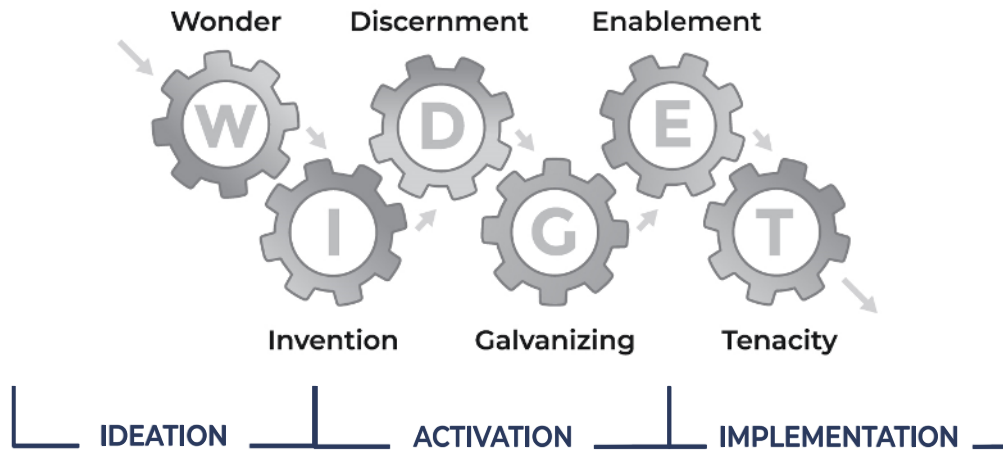 Wonder Discernment Enablement
W D E
I G T
Invention Galvanizing Tenacity
IDEATION ACTIVATION IMPLEMENTATION